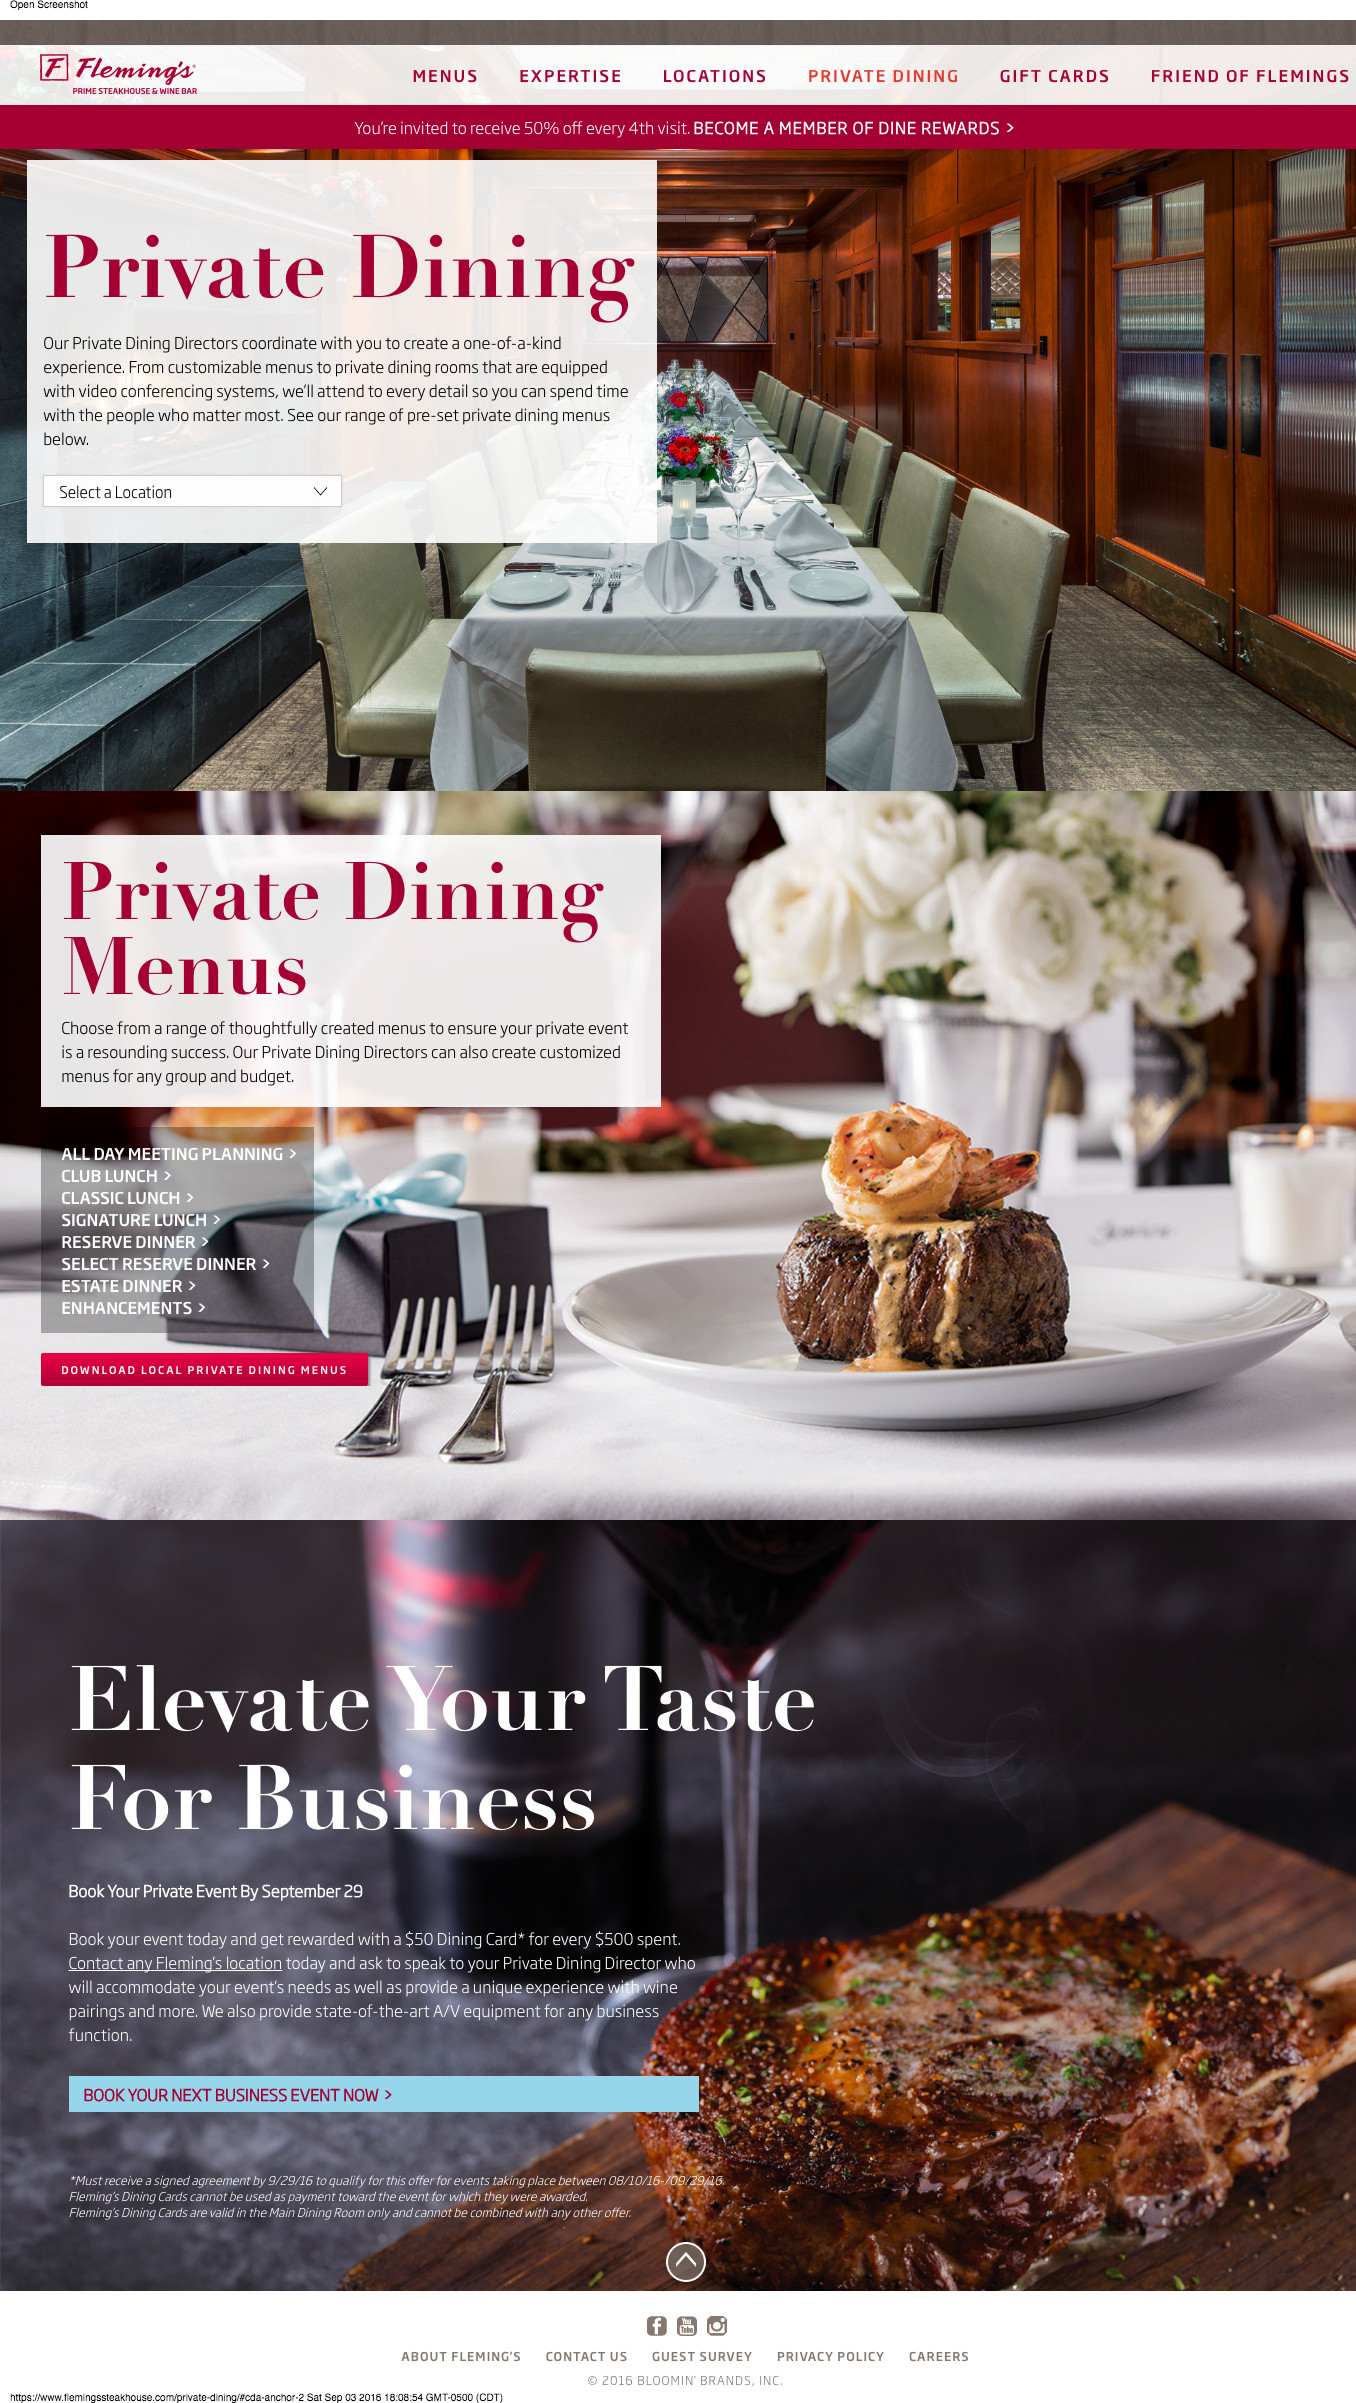 Open Screenshot
F Fleming's
PRIME STEAKHOUSE & WINE BAR
MENUS EXPERTISE LOCATIONS PRIVATE DINING GIFT CARDS FRIEND OF FLEMINGS
You're invited to receive 50% off every 4th visit. BECOME A MEMBER OF DINE REWARDS >
Private Dining
Our Private Dining Directors coordinate with you to create a one-of-a-kind
experience. From customizable menus to private dining rooms that are equipped
with video conferencing systems, we'll attend to every detail so you can spend time
with the people who matter most. See our range of pre-set private dining menus
below.
Select a Location
Private Dining
Menus
Choose from a range of thoughtfully created menus to ensure your private event
is a resounding success. Our Private Dining Directors can also create customized
menus for any group and budget.
ALL DAY MEETING PLANNING >
CLUB LUNCH >
CLASSIC LUNCH >
SIGNATURE LUNCH >
RESERVE DINNER >
SELECT RESERVE DINNER >
ESTATE DINNER >
ENHANCEMENTS >
DOWNLOAD LOCAL PRIVATE DINING MENUS
Elevate Your Taste
For Business
Book Your Private Event By September 29
Book your event today and get rewarded with a $50 Dining Card* for every $500 spent.
Contact any Fleming's location today and ask to speak to your Private Dining Director who
will accommodate your event's needs as well as provide a unique experience with wine
pairings and more. We also provide state-of-the-art A/V equipment for any business
function.
BOOK YOUR NEXT BUSINESS EVENT NOW >
*Must receive a signed agreement by 9/29/16 to qualify for this offer for events taking place between 08/10/16-/09/29/16.
Fleming's Dining Cards cannot be used as payment toward the event for which they were awarded.
Fleming's Dining Cards are valid in the Main Dining Room only and cannot be combined with any other offer.
You Tube
ABOUT FLEMING'S CONTACT US GUEST SURVEY PRIVACY POLICY CAREERS
© 2016 BLOOMIN' BRANDS, INC.
https://www.flemingssteakhouse.com/private-dining/#cda-anchor-2 Sat Sep 03 2016 18:08:54 GMT-0500 (CDT)